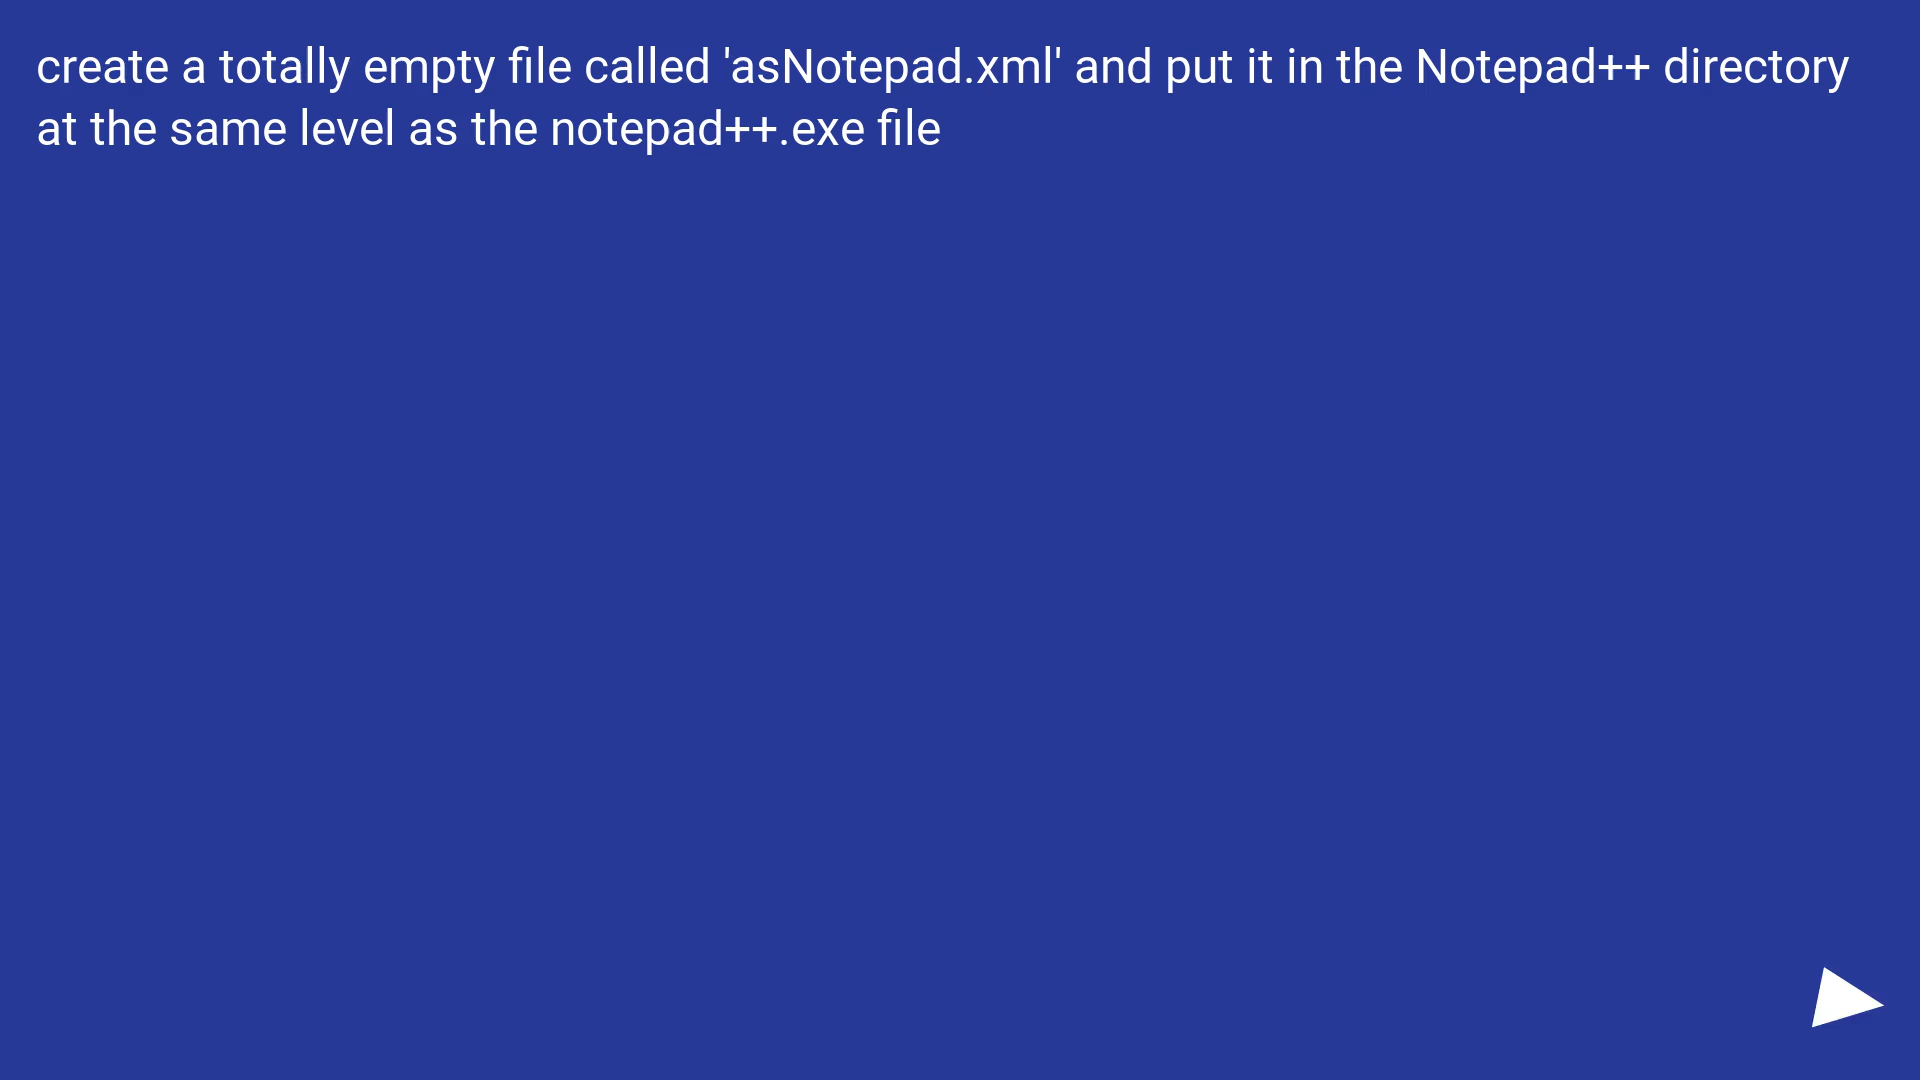 create a totally empty file called 'asNotepad.xml' and put it in the Notepad++ directory
at the same level as the notepad++.exe file